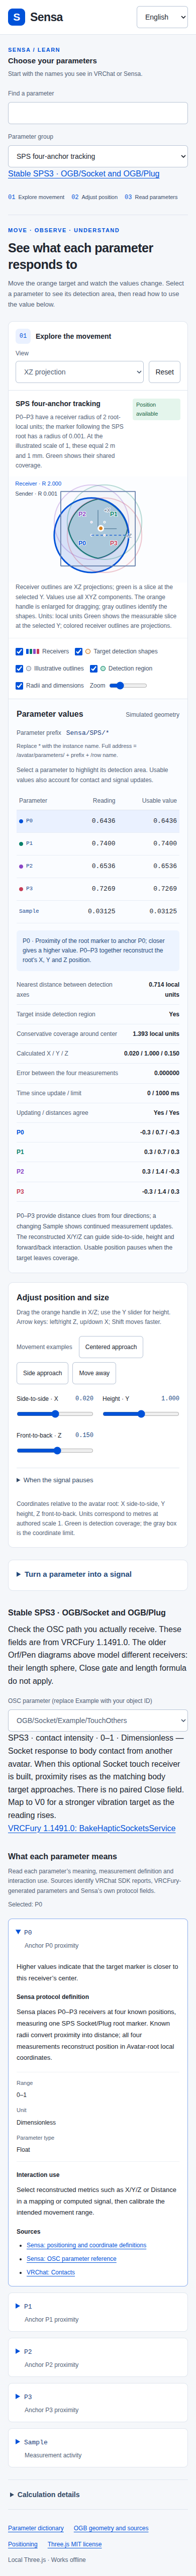 S Sensa English
SENSA / LEARN
Choose your parameters
Start with the names you see in VRChat or Sensa.
Find a parameter
Parameter group
SPS four-anchor tracking
Stable SPS3 · OGB/Socket and OGB/Plug
01 Explore movement 02 Adjust position 03 Read parameters
MOVE · OBSERVE · UNDERSTAND
See what each parameter
responds to
Move the orange target and watch the values change. Select
a parameter to see its detection area, then read how to use
the value below.
01 Explore the movement
View
XZ projection Reset
SPS four-anchor tracking
Position
available
P0–P3 have a receiver radius of 2 root-
local units; the marker following the SPS
root has a radius of 0.001. At the
illustrated scale of 1, these equal 2 m
and 1 mm. Green shows their shared
coverage.
Receiver · R 2.000
Sender · R 0.001
P2 P1
P0 P3
Receiver outlines are XZ projections; green is a slice at the
selected Y. Values use all XYZ components. The orange
handle is enlarged for dragging; gray outlines identify the
shapes. Units: local units Green shows the measurable slice
at the selected Y; colored receiver outlines are projections.
Receivers Target detection shapes
Illustrative outlines Detection region
Radii and dimensions Zoom
Parameter values Simulated geometry
Parameter prefix Sensa/SPS/*
Replace * with the instance name. Full address =
/avatar/parameters/ + prefix + /row name.
Select a parameter to highlight its detection area. Usable
values also account for contact and signal updates.
Parameter Reading Usable value
P0 0.6436 0.6436
P1 0.7400 0.7400
P2 0.6536 0.6536
P3 0.7269 0.7269
Sample 0.03125 0.03125
P0 · Proximity of the root marker to anchor P0; closer
gives a higher value. P0–P3 together reconstruct the
root's X, Y and Z position.
Nearest distance between detection
axes
0.714 local
units
Target inside detection region Yes
Conservative coverage around center 1.393 local units
Calculated X / Y / Z 0.020 / 1.000 / 0.150
Error between the four measurements 0.000000
Time since update / limit 0 / 1000 ms
Updating / distances agree Yes / Yes
P0 -0.3 / 0.7 / -0.3
P1 0.3 / 0.7 / 0.3
P2 0.3 / 1.4 / -0.3
P3 -0.3 / 1.4 / 0.3
P0–P3 provide distance clues from four directions; a
changing Sample shows continued measurement updates.
The reconstructed X/Y/Z can guide side-to-side, height and
forward/back interaction. Usable position pauses when the
target leaves coverage.
Adjust position and size
Drag the orange handle in X/Z; use the Y slider for height.
Arrow keys: left/right Z, up/down Y; Shift moves faster.
Movement examples Centered approach
Side approach Move away
Side-to-side · X 0.020 Height · Y 1.000
Front-to-back · Z 0.150
When the signal pauses
Coordinates relative to the avatar root: X side-to-side, Y
height, Z front-to-back. Units correspond to meters at
authored scale 1. Green is detection coverage; the gray box
is the coordinate limit.
Turn a parameter into a signal
Stable SPS3 · OGB/Socket and OGB/Plug
Check the OSC path you actually receive. These
fields are from VRCFury 1.1491.0. The older
Orf/Pen diagrams above model different receivers:
their length sphere, Close gate and length formula
do not apply.
OSC parameter (replace Example with your object ID)
OGB/Socket/Example/TouchOthers
SPS3 · contact intensity · 0–1 · Dimensionless —
Socket response to body contact from another
avatar. When this optional Socket touch receiver
is built, proximity rises as the matching body
target approaches. There is no paired Close field.
Map to V0 for a stronger vibration target as the
reading rises.
VRCFury 1.1491.0: BakeHapticSocketsService
What each parameter means
Read each parameter's meaning, measurement definition and
interaction use. Sources identify VRChat SDK reports, VRCFury-
generated parameters and Sensa's own protocol fields.
Selected: P0
P0
Anchor P0 proximity
Higher values indicate that the target marker is closer to
this receiver's center.
Sensa protocol definition
Sensa places P0–P3 receivers at four known positions,
measuring one SPS Socket/Plug root marker. Known
radii convert proximity into distance; all four
measurements reconstruct position in Avatar-root local
coordinates.
Range
0–1
Unit
Dimensionless
Parameter type
Float
Interaction use
Select reconstructed metrics such as X/Y/Z or Distance
in a mapping or computed signal, then calibrate the
intended movement range.
Sources
Sensa: positioning and coordinate definitions
Sensa: OSC parameter reference
VRChat: Contacts
P1
Anchor P1 proximity
P2
Anchor P2 proximity
P3
Anchor P3 proximity
Sample
Measurement activity
Calculation details
Parameter dictionary OGB geometry and sources
Positioning Three.js MIT license
Local Three.js · Works offline